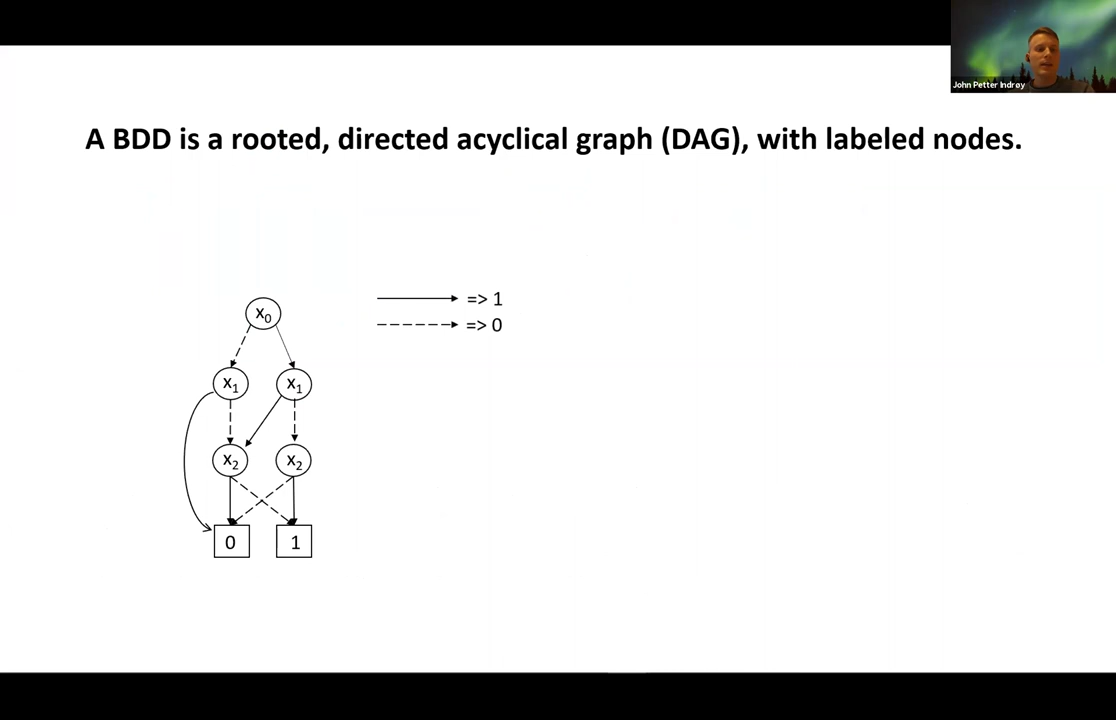 John Petter Indrøy
A BDD is a rooted, directed acyclical graph (DAG), with labeled nodes.
=> 1
=> 0
x₀
x₁ x₁
x₂ x₂
0 1